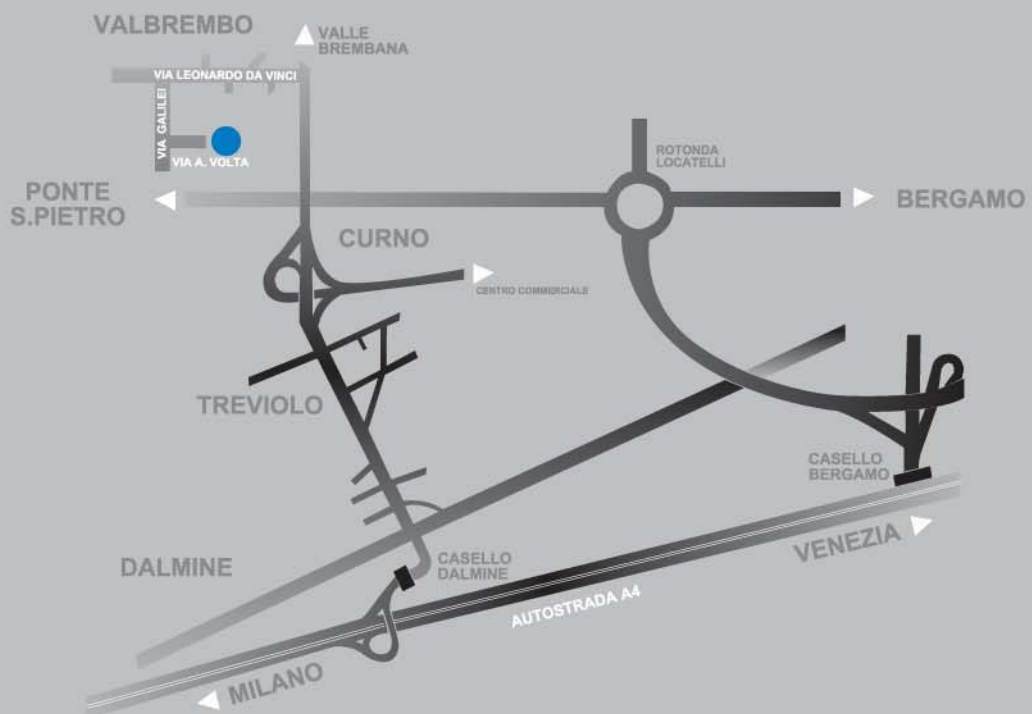 VALBREMBO
VALLE
BREMBANA
VIA LEONARDO DA VINCI
VIA GALILEI
VIA A. VOLTA
ROTONDA
LOCATELLI
PONTE
S.PIETRO
BERGAMO
CURNO
CENTRO COMMERCIALE
TREVIOLO
CASELLO
BERGAMO
VENEZIA
DALMINE
CASELLO
DALMINE
AUTOSTRADA A4
MILANO